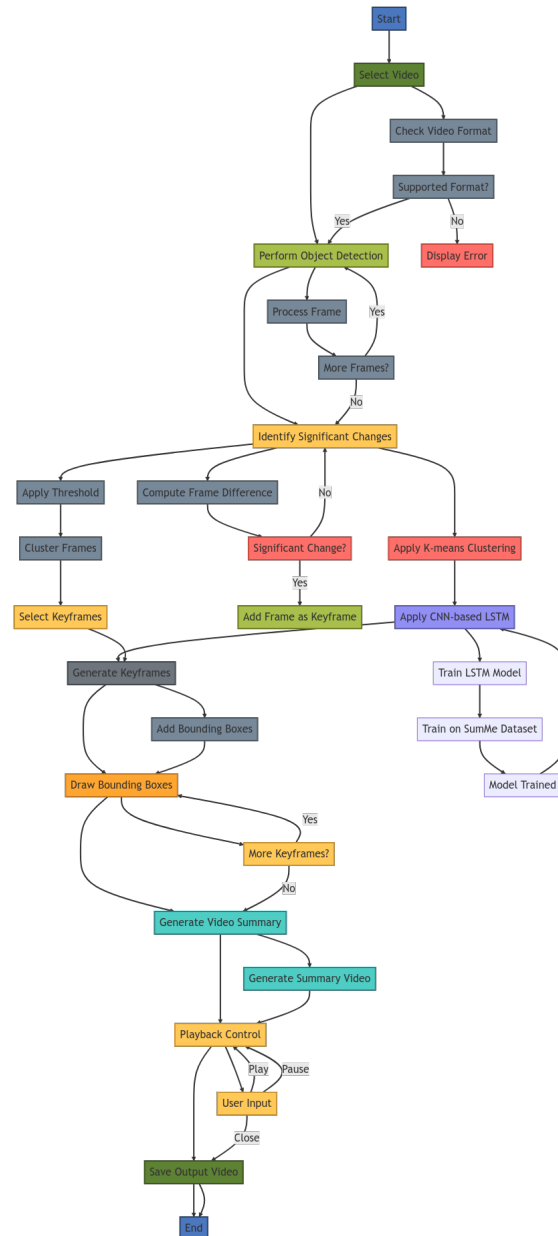 Start
Select Video
Check Video Format
Supported Format?
Yes
No
Perform Object Detection
Display Error
Process Frame
Yes
More Frames?
No
Identify Significant Changes
Apply Threshold
Compute Frame Difference
No
Cluster Frames
Significant Change?
Apply K-means Clustering
Yes
Select Keyframes
Add Frame as Keyframe
Apply CNN-based LSTM
Generate Keyframes
Train LSTM Model
Add Bounding Boxes
Train on SumMe Dataset
Draw Bounding Boxes
Model Trained
Yes
More Keyframes?
No
Generate Video Summary
Generate Summary Video
Playback Control
Play
Pause
User Input
Close
Save Output Video
End